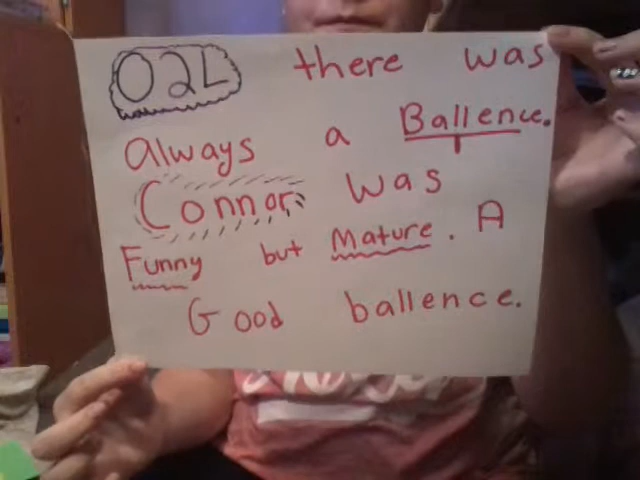 O2L there was
Always a Ballence.
Connor was
Funny but Mature. A
Good ballence.